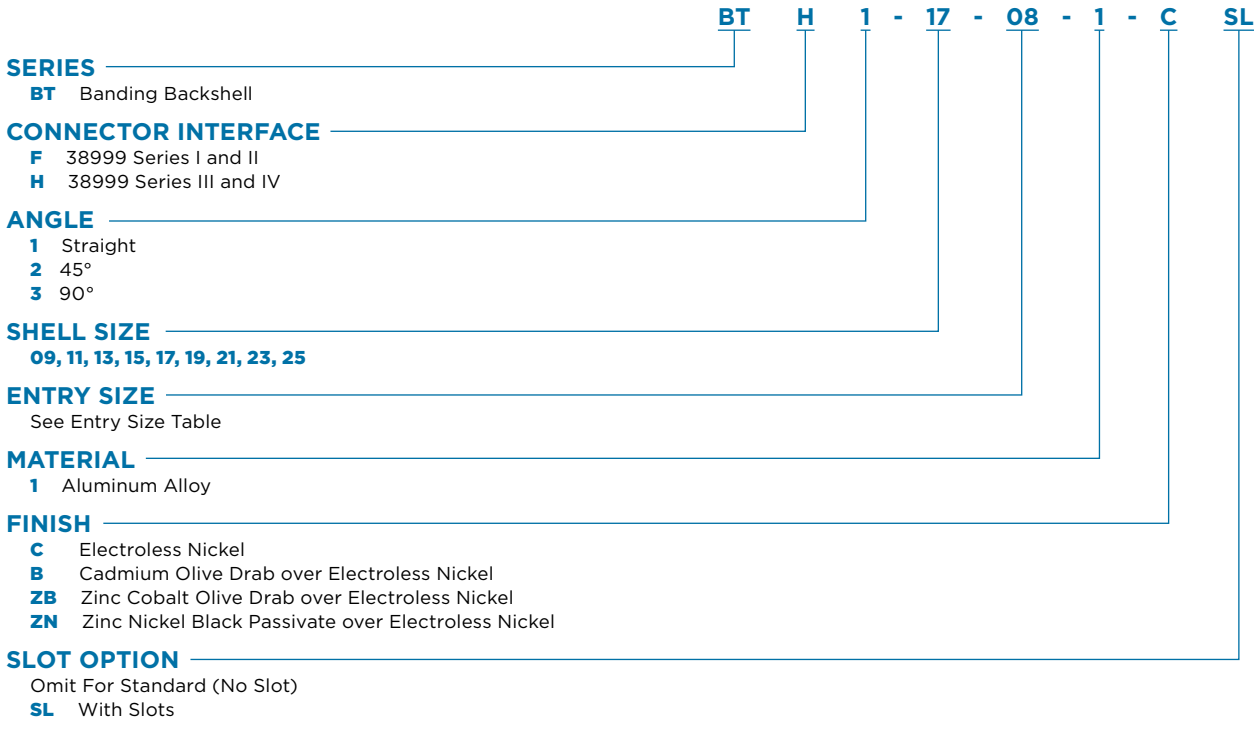 BT H 1 - 17 - 08 - 1 - C SL
SERIES
BT Banding Backshell
CONNECTOR INTERFACE
F 38999 Series I and II
H 38999 Series III and IV
ANGLE
1 Straight
2 45°
3 90°
SHELL SIZE
09, 11, 13, 15, 17, 19, 21, 23, 25
ENTRY SIZE
See Entry Size Table
MATERIAL
1 Aluminum Alloy
FINISH
C Electroless Nickel
B Cadmium Olive Drab over Electroless Nickel
ZB Zinc Cobalt Olive Drab over Electroless Nickel
ZN Zinc Nickel Black Passivate over Electroless Nickel
SLOT OPTION
Omit For Standard (No Slot)
SL With Slots